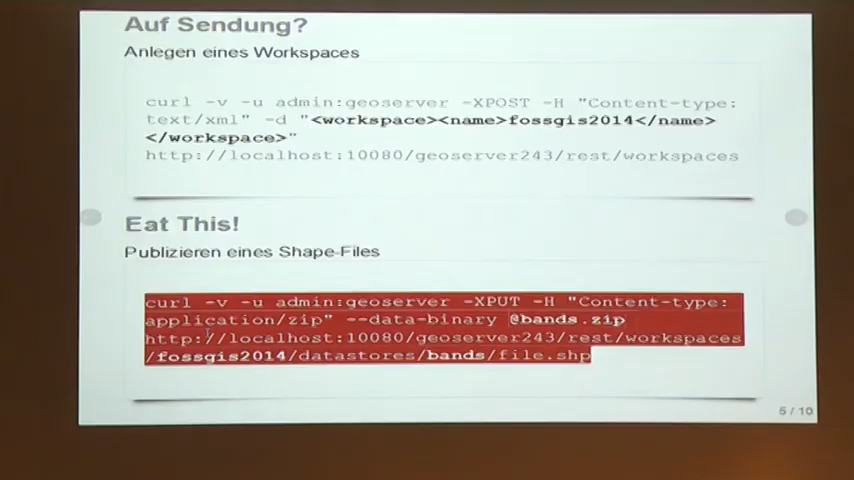 Auf Sendung?
Anlegen eines Workspaces
curl -v -u admin:geoserver -XPOST -H "Content-type:
text/xml" -d "<workspace><name>fossgis2014</name>
</workspace>"
http://localhost:10080/geoserver243/rest/workspaces
Eat This!
Publizieren eines Shape-Files
curl -v -u admin:geoserver -XPUT -H "Content-type:
application/zip" --data-binary @bands.zip
http://localhost:10080/geoserver243/rest/workspaces
/fossgis2014/datastores/bands/file.shp
5 / 10